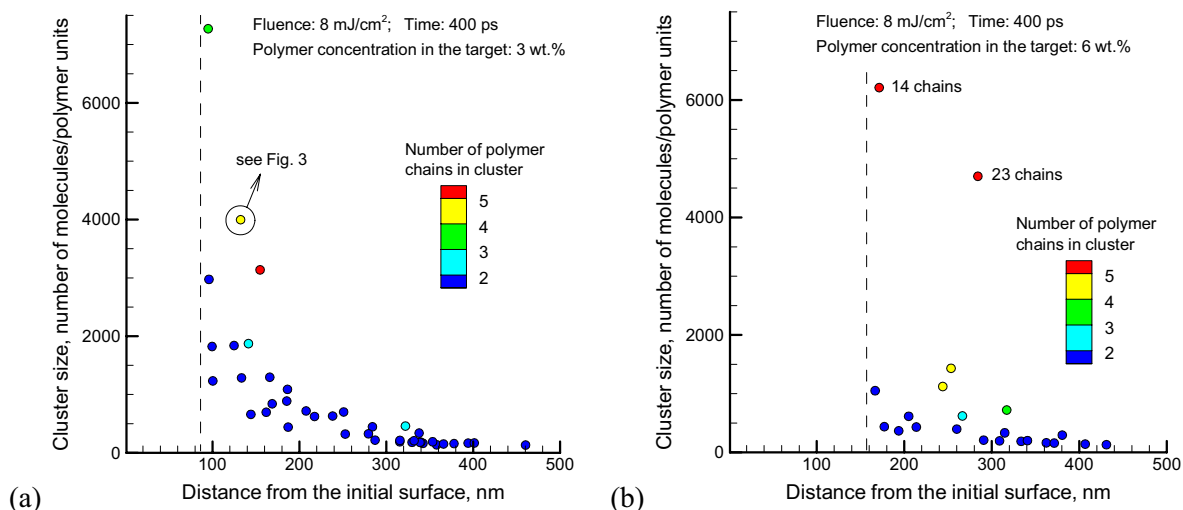 Fluence: 8 mJ/cm²; Time: 400 ps
Polymer concentration in the target: 3 wt.%
Cluster size, number of molecules/polymer units
6000
4000
2000
0
see Fig. 3
Number of polymer
chains in cluster
5
4
3
2
100
200
300
400
500
Distance from the initial surface, nm
(a)
Fluence: 8 mJ/cm²; Time: 400 ps
Polymer concentration in the target: 6 wt.%
Cluster size, number of molecules/polymer units
6000
4000
2000
0
14 chains
23 chains
Number of polymer
chains in cluster
5
4
3
2
100
200
300
400
500
Distance from the initial surface, nm
(b)